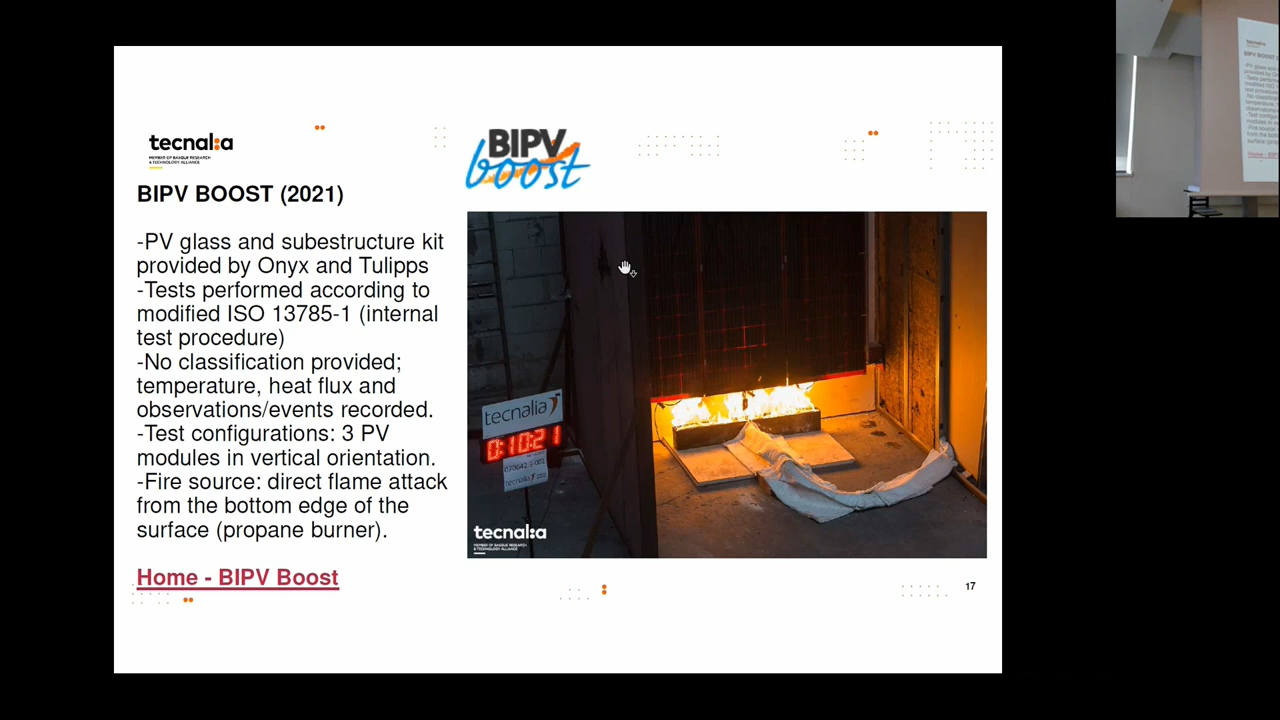 tecnal:a
MEMBER OF BASQUE RESEARCH
& TECHNOLOGY ALLIANCE
BIPV
boost
BIPV BOOST (2021)
-PV glass and subestructure kit
provided by Onyx and Tulipps
-Tests performed according to
modified ISO 13785-1 (internal
test procedure)
-No classification provided;
temperature, heat flux and
observations/events recorded.
-Test configurations: 3 PV
modules in vertical orientation.
-Fire source: direct flame attack
from the bottom edge of the
surface (propane burner).
Home - BIPV Boost
tecnalia
0:10:21
tecnalia
tecnal:a
MEMBER OF BASQUE RESEARCH
& TECHNOLOGY ALLIANCE
17